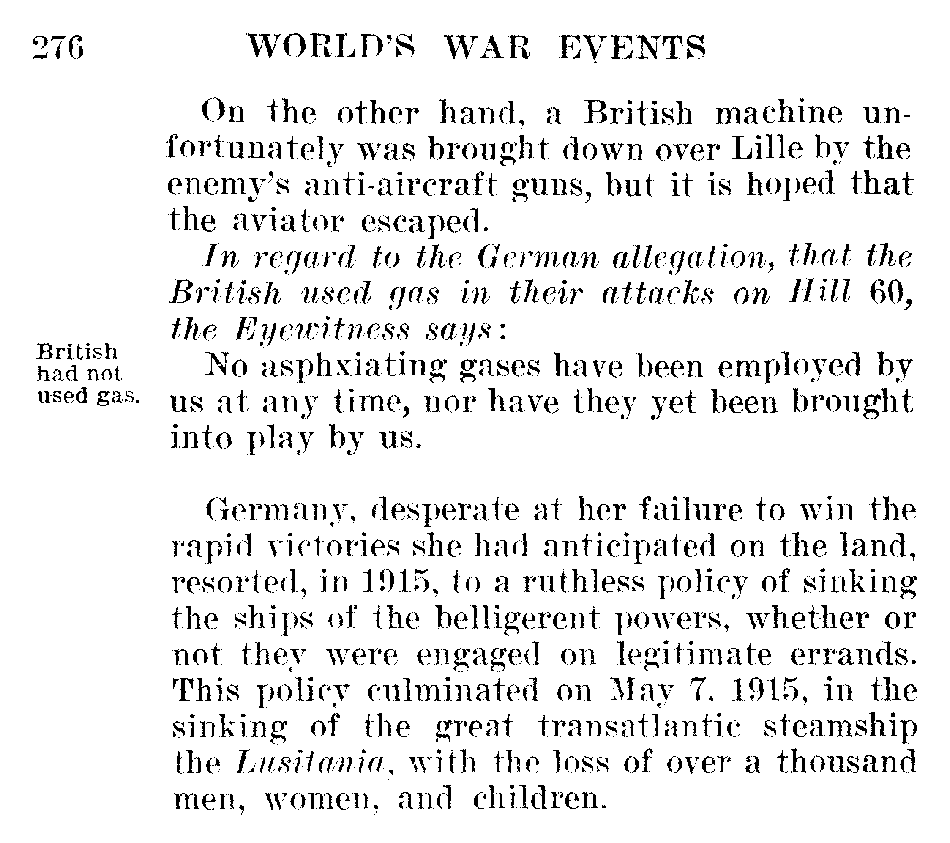 276 WORLD'S WAR EVENTS
On the other hand, a British machine un-
fortunately was brought down over Lille by the
enemy's anti-aircraft guns, but it is hoped that
the aviator escaped.
In regard to the German allegation, that the
British used gas in their attacks on Hill 60,
the Eyewitness says:
British
had not
used gas.
No asphxiating gases have been employed by
us at any time, nor have they yet been brought
into play by us.
Germany, desperate at her failure to win the
rapid victories she had anticipated on the land,
resorted, in 1915, to a ruthless policy of sinking
the ships of the belligerent powers, whether or
not they were engaged on legitimate errands.
This policy culminated on May 7, 1915, in the
sinking of the great transatlantic steamship
the Lusitania, with the loss of over a thousand
men, women, and children.